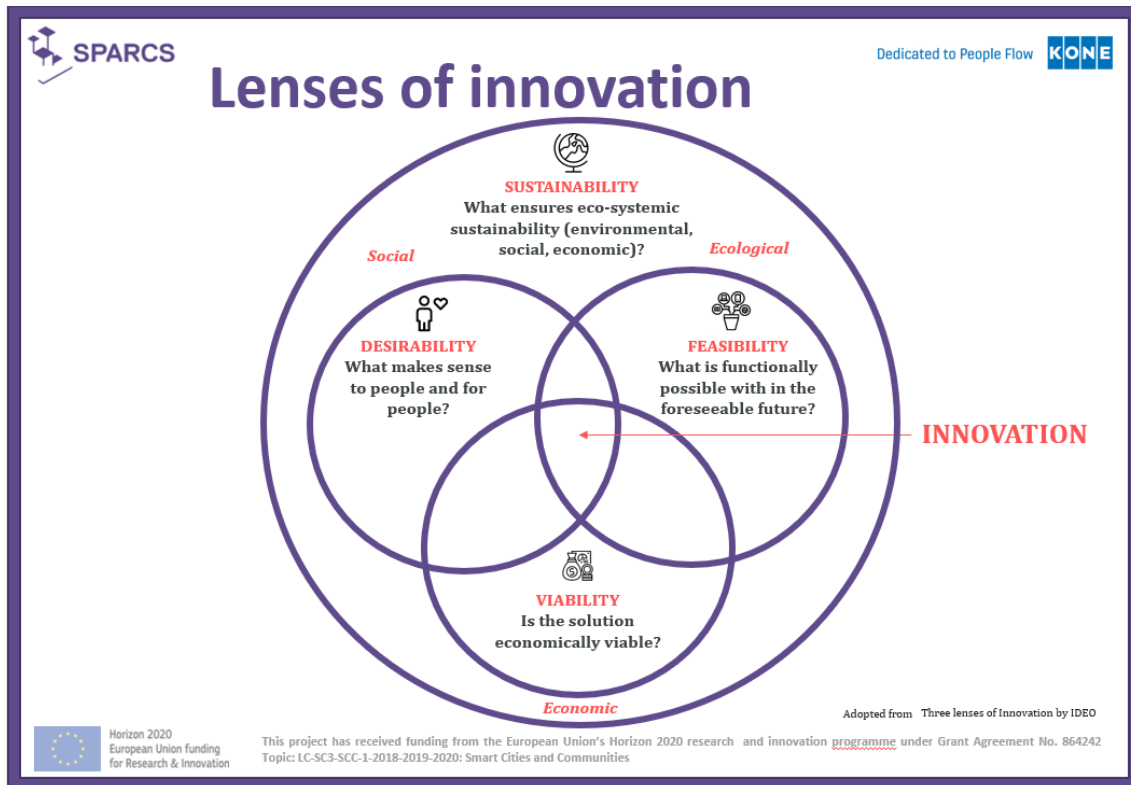 SPARCS
Dedicated to People Flow
KONE
Lenses of innovation
SUSTAINABILITY
What ensures eco-systemic
sustainability (environmental,
social, economic)?
Social
Ecological
DESIRABILITY
What makes sense
to people and for
people?
FEASIBILITY
What is functionally
possible with in the
foreseeable future?
INNOVATION
VIABILITY
Is the solution
economically viable?
Economic
Adopted from Three lenses of Innovation by IDEO
Horizon 2020
European Union funding
for Research & Innovation
This project has received funding from the European Union's Horizon 2020 research and innovation programme under Grant Agreement No. 864242
Topic: LC-SC3-SCC-1-2018-2019-2020: Smart Cities and Communities